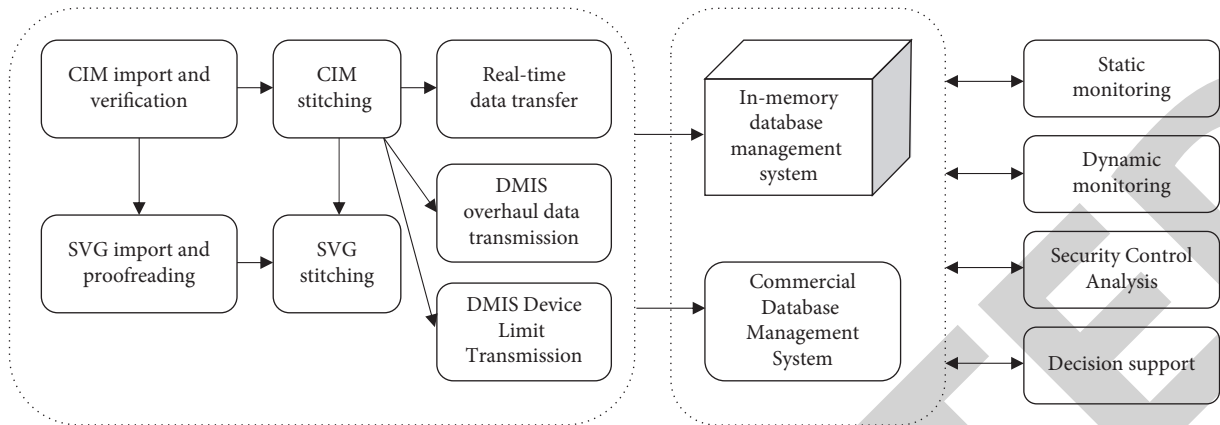 CIM import and
verification
CIM
stitching
Real-time
data transfer
SVG import and
proofreading
SVG
stitching
DMIS
overhaul data
transmission
DMIS Device
Limit
Transmission
In-memory
database
management
system
Commercial
Database
Management
System
Static
monitoring
Dynamic
monitoring
Security Control
Analysis
Decision support